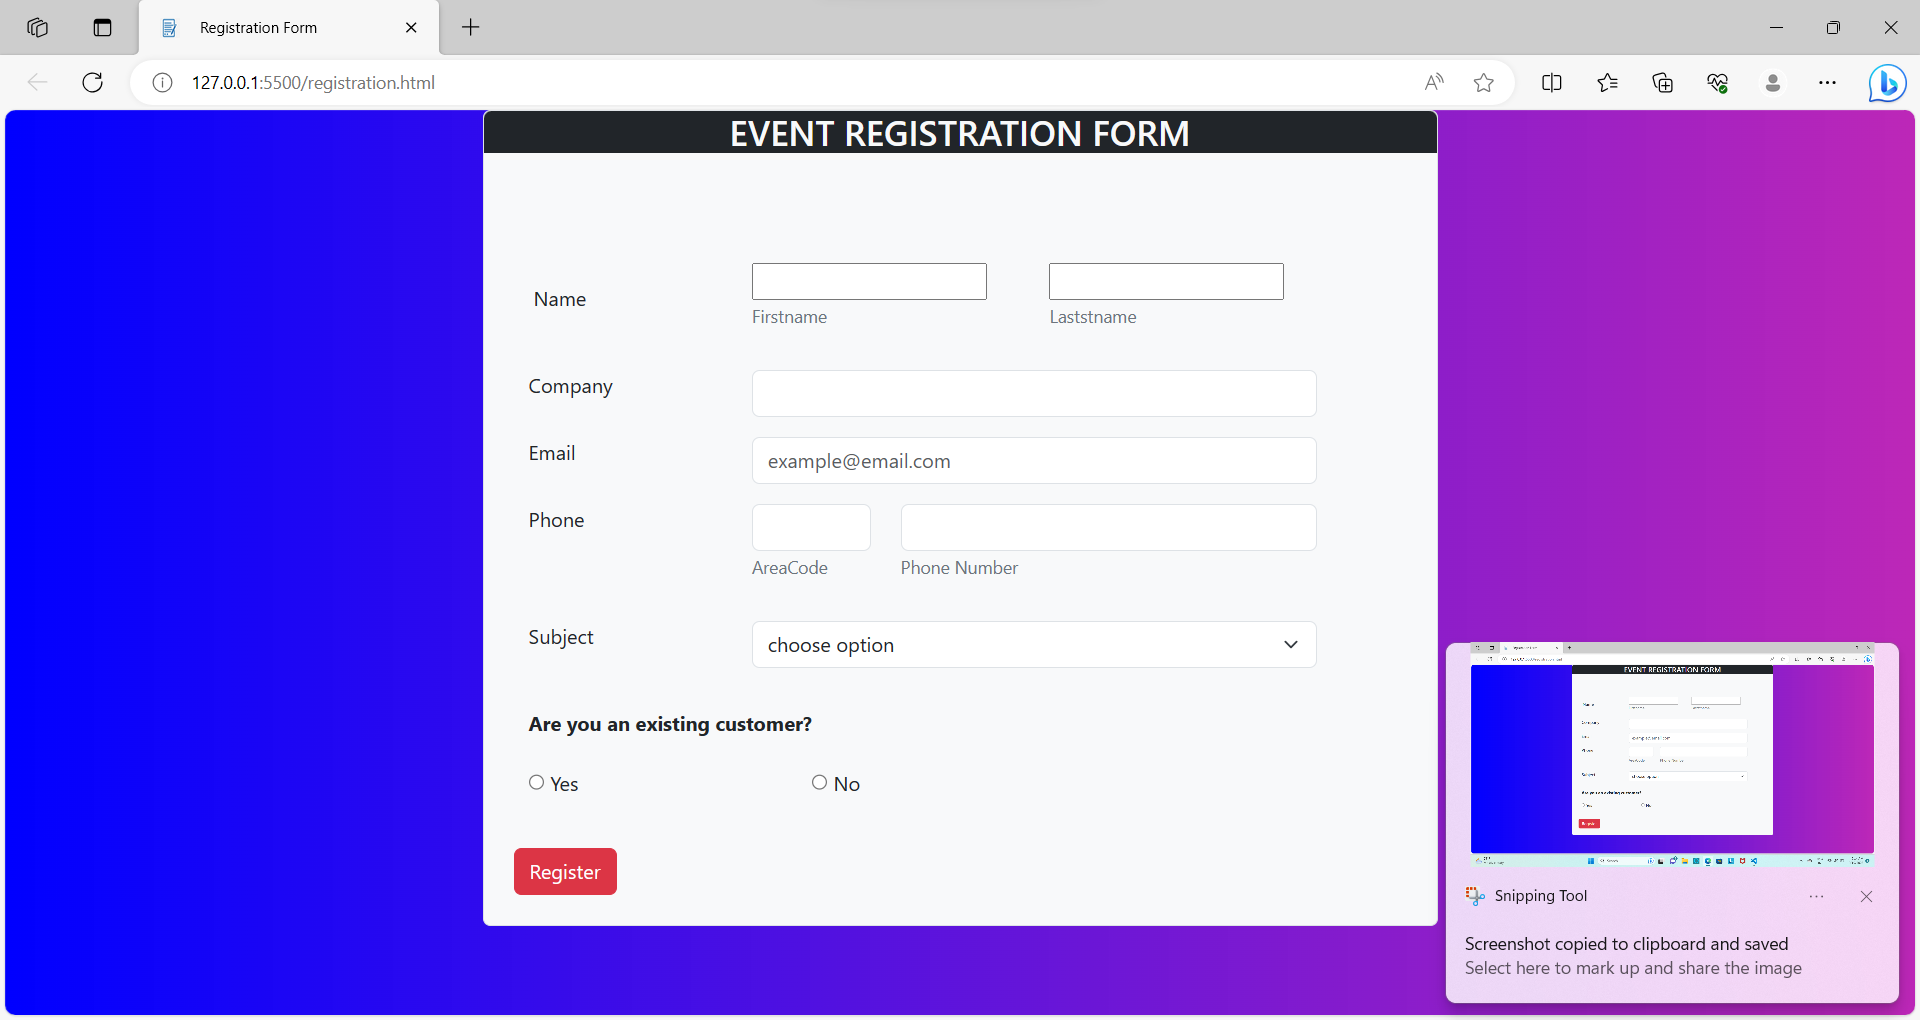 Registration Form
127.0.0.1:5500/registration.html
EVENT REGISTRATION FORM
Name
Firstname
Laststname
Company
Email
example@email.com
Phone
AreaCode
Phone Number
Subject
choose option
Are you an existing customer?
Yes
No
Register
EVENT REGISTRATION FORM
Snipping Tool
Screenshot copied to clipboard and saved
Select here to mark up and share the image